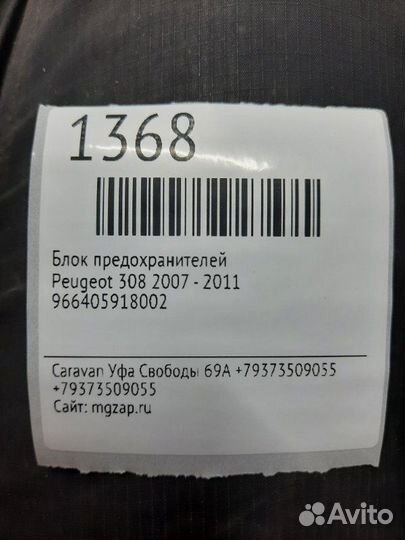 1368
Блок предохранителей
Peugeot 308 2007 - 2011
966405918002
Caravan Уфа Свободы 69А +79373509055
+79373509055
Сайт: mgzap.ru
Avito